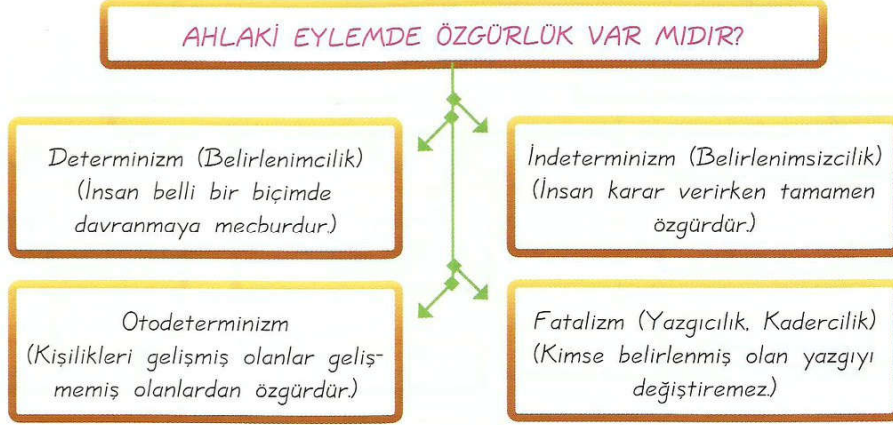 AHLAKİ EYLEMDE ÖZGÜRLÜK VAR MIDIR?
Determinizm (Belirlenimcilik)
(İnsan belli bir biçimde
davranmaya mecburdur.)
İndeterminizm (Belirlenimsizcilik)
(İnsan karar verirken tamamen
özgürdür.)
Otodeterminizm
(Kişilikleri gelişmiş olanlar geliş-
memiş olanlardan özgürdür.)
Fatalizm (Yazgıcılık, Kadercilik)
(Kimse belirlenmiş olan yazgıyı
değiştiremez.)